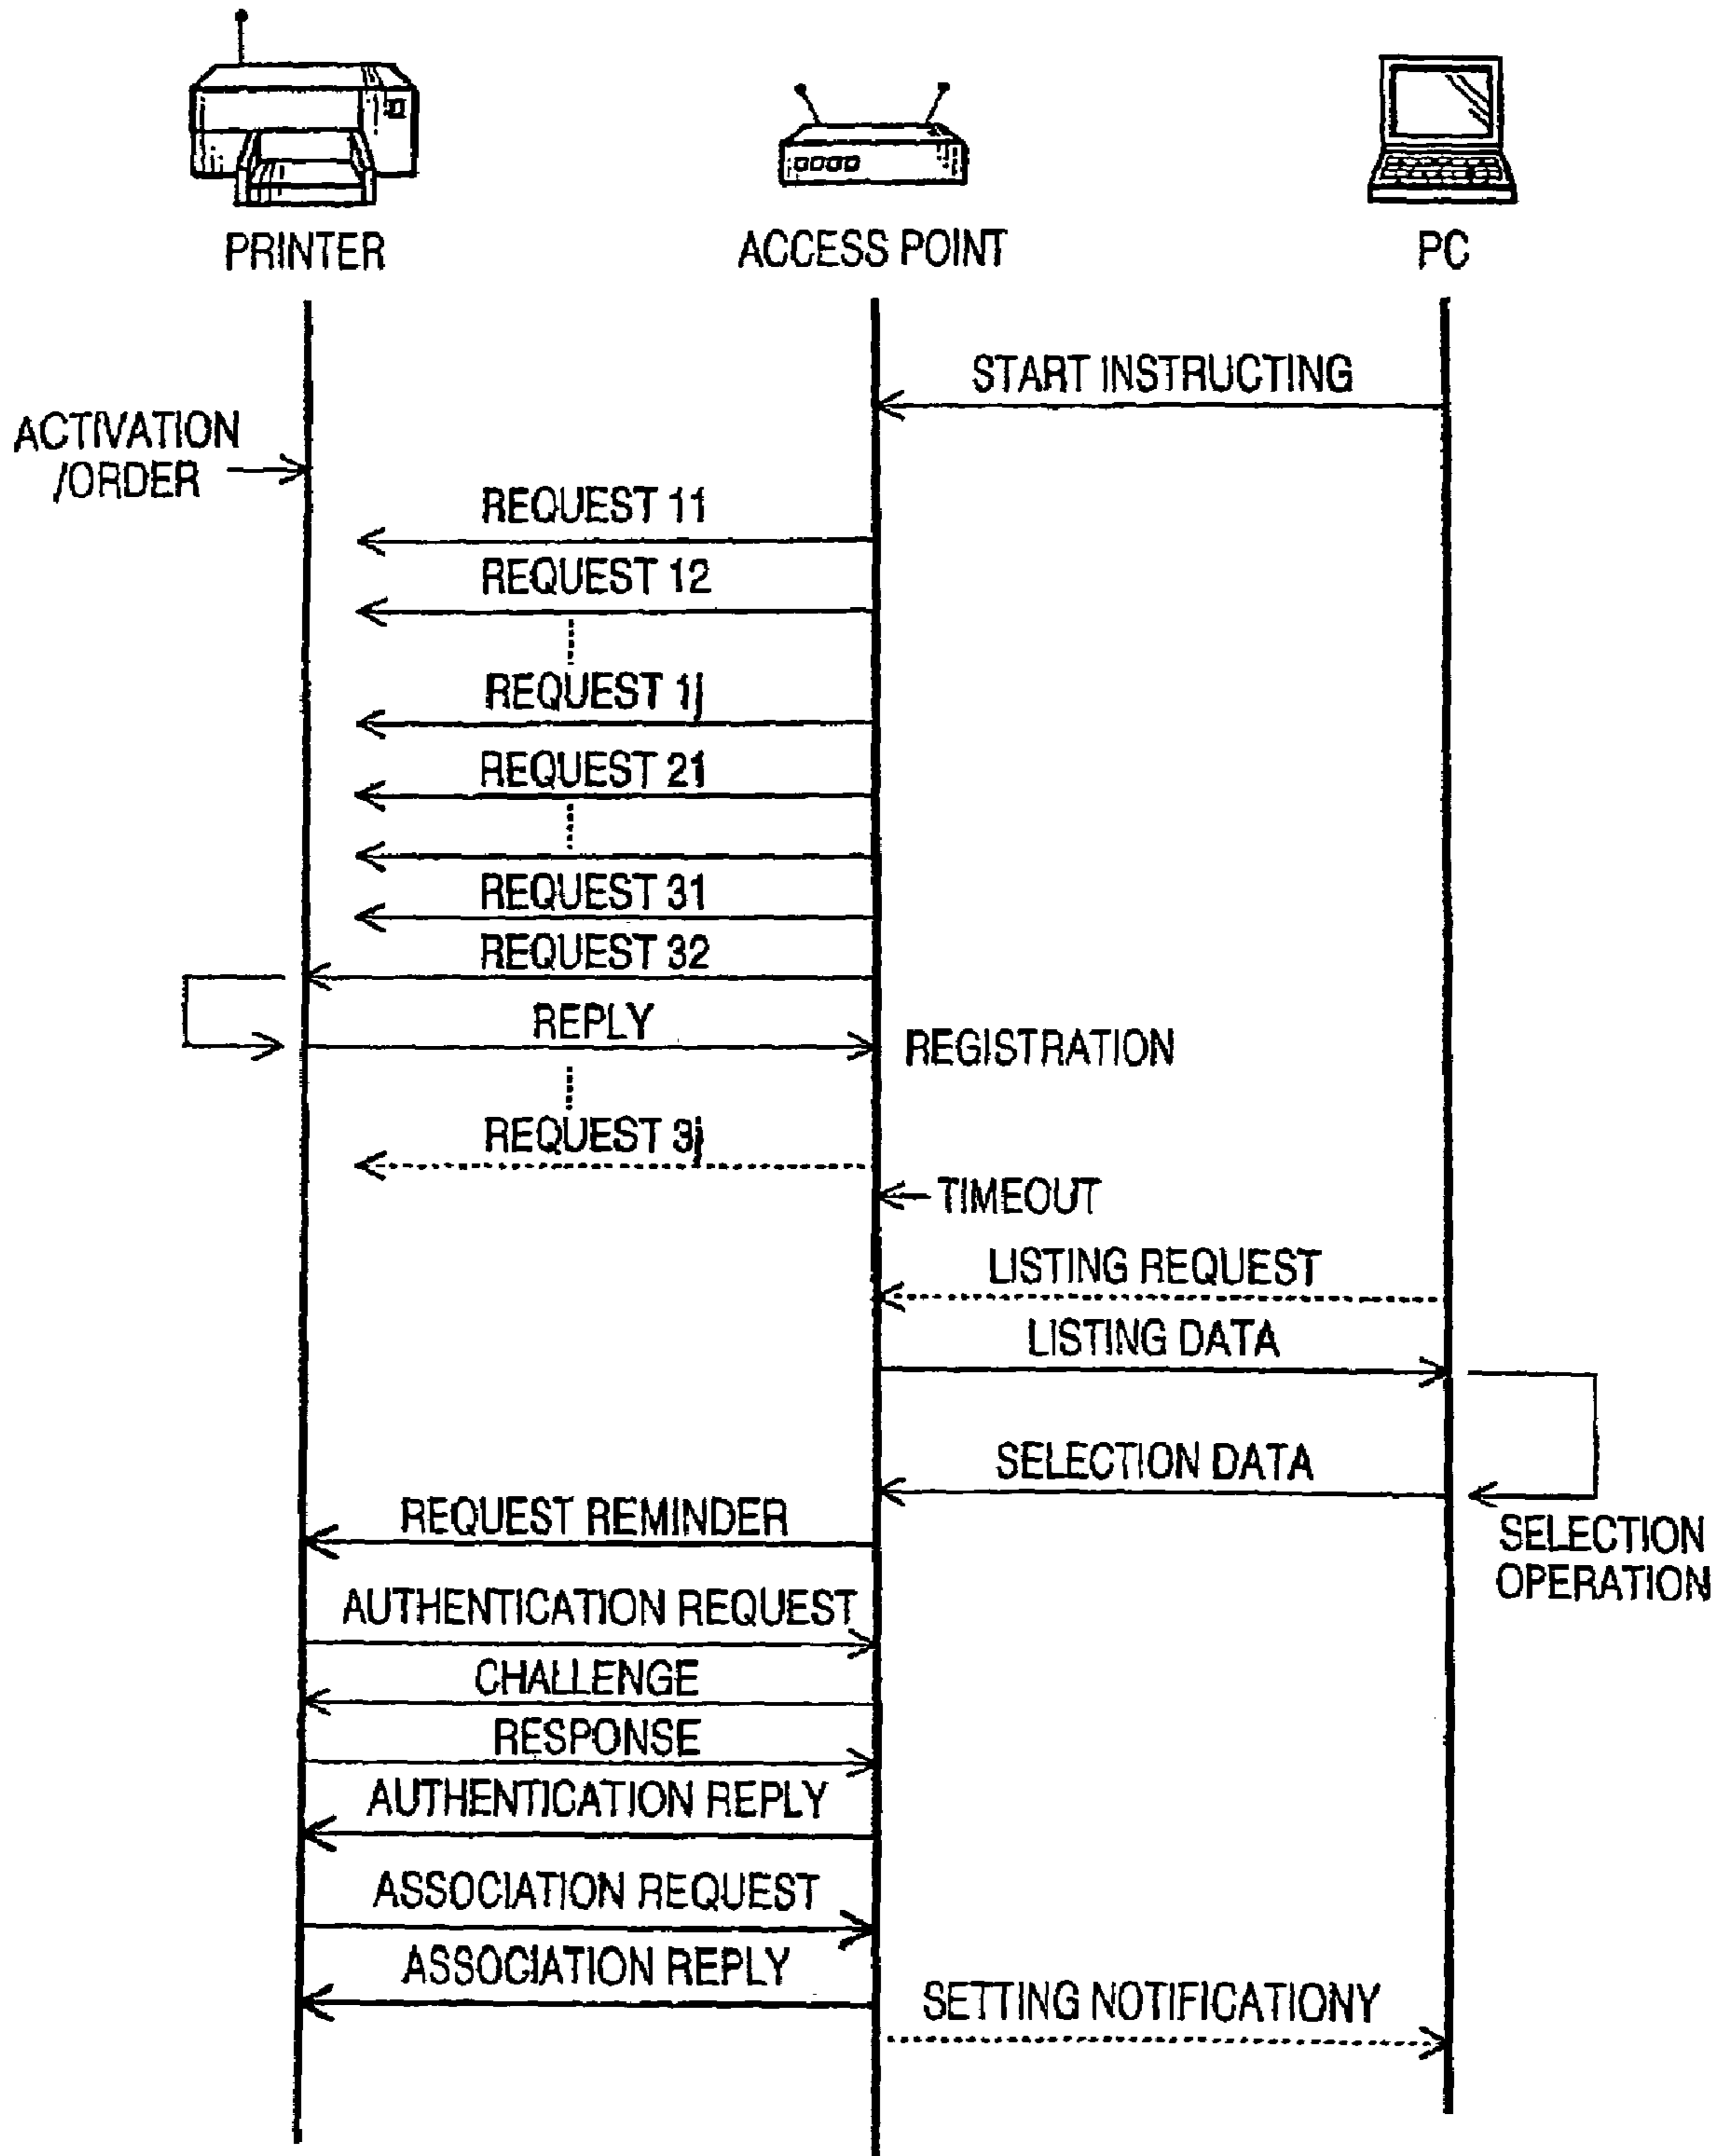 PRINTER
ACCESS POINT
PC
START INSTRUCTING
ACTIVATION
/ORDER
REQUEST 11
REQUEST 12
REQUEST 1j
REQUEST 21
REQUEST 31
REQUEST 32
REPLY
REGISTRATION
REQUEST 3j
TIMEOUT
LISTING REQUEST
LISTING DATA
SELECTION DATA
REQUEST REMINDER
SELECTION
OPERATION
AUTHENTICATION REQUEST
CHALLENGE
RESPONSE
AUTHENTICATION REPLY
ASSOCIATION REQUEST
ASSOCIATION REPLY
SETTING NOTIFICATIONY